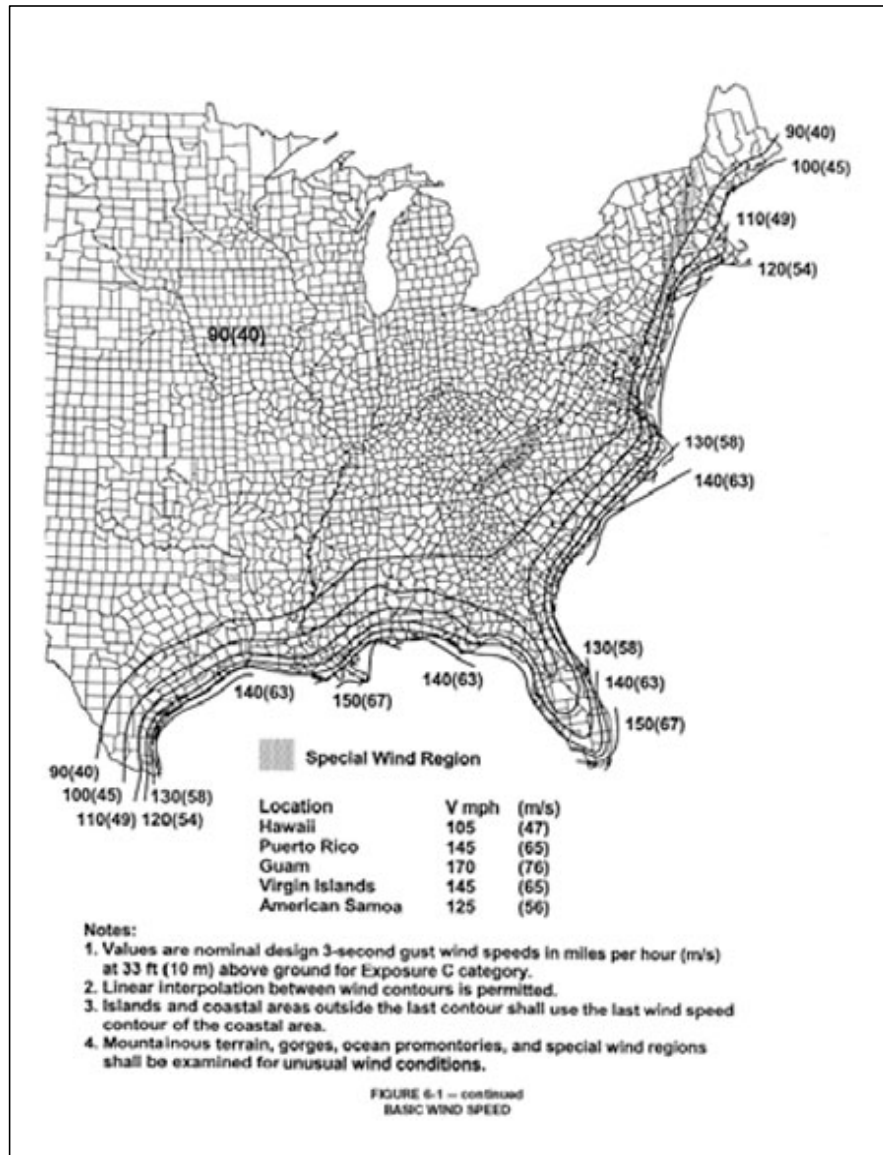 90(40)
100(45)
110(49)
120(54)
90(40)
130(58)
140(63)
130(58)
140(63)
140(63)
140(63)
150(67)
150(67)
90(40)
100(45)
130(58)
110(49)
120(54)
Special Wind Region
Location V mph (m/s)
Hawaii 105 (47)
Puerto Rico 145 (65)
Guam 170 (76)
Virgin Islands 145 (65)
American Samoa 125 (56)
Notes:
1. Values are nominal design 3-second gust wind speeds in miles per hour (m/s)
at 33 ft (10 m) above ground for Exposure C category.
2. Linear interpolation between wind contours is permitted.
3. Islands and coastal areas outside the last contour shall use the last wind speed
contour of the coastal area.
4. Mountainous terrain, gorges, ocean promontories, and special wind regions
shall be examined for unusual wind conditions.
FIGURE 6-1 – continued
BASIC WIND SPEED